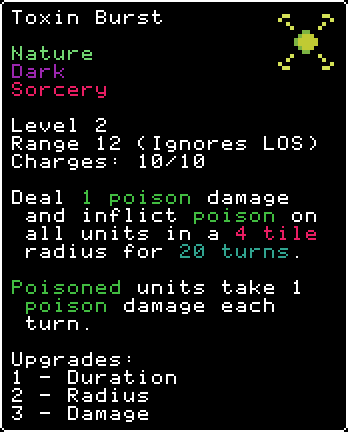 Toxin Burst
Nature
Dark
Sorcery
Level 2
Range 12 (Ignores LOS)
Charges: 10/10
Deal 1 poison damage
and inflict poison on
all units in a 4 tile
radius for 20 turns.
Poisoned units take 1
poison damage each
turn.
Upgrades:
1 - Duration
2 - Radius
3 - Damage